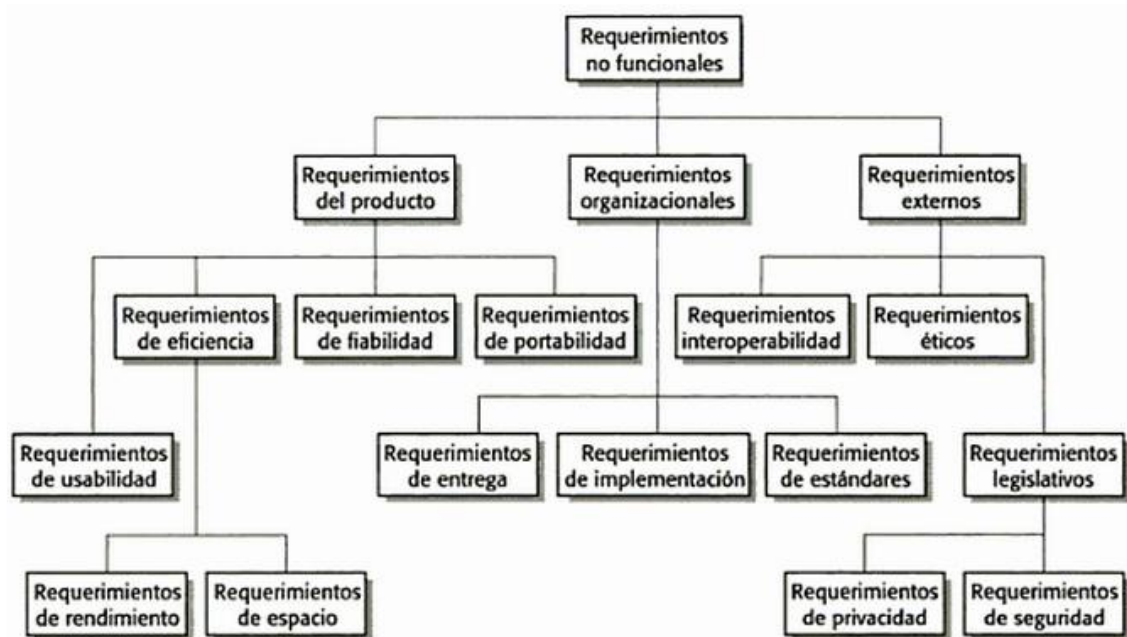 Requerimientos
no funcionales
Requerimientos
del producto
Requerimientos
organizacionales
Requerimientos
externos
Requerimientos
de eficiencia
Requerimientos
de fiabilidad
Requerimientos
de portabilidad
Requerimientos
interoperabilidad
Requerimientos
éticos
Requerimientos
de usabilidad
Requerimientos
de entrega
Requerimientos
de implementación
Requerimientos
de estándares
Requerimientos
legislativos
Requerimientos
de rendimiento
Requerimientos
de espacio
Requerimientos
de privacidad
Requerimientos
de seguridad